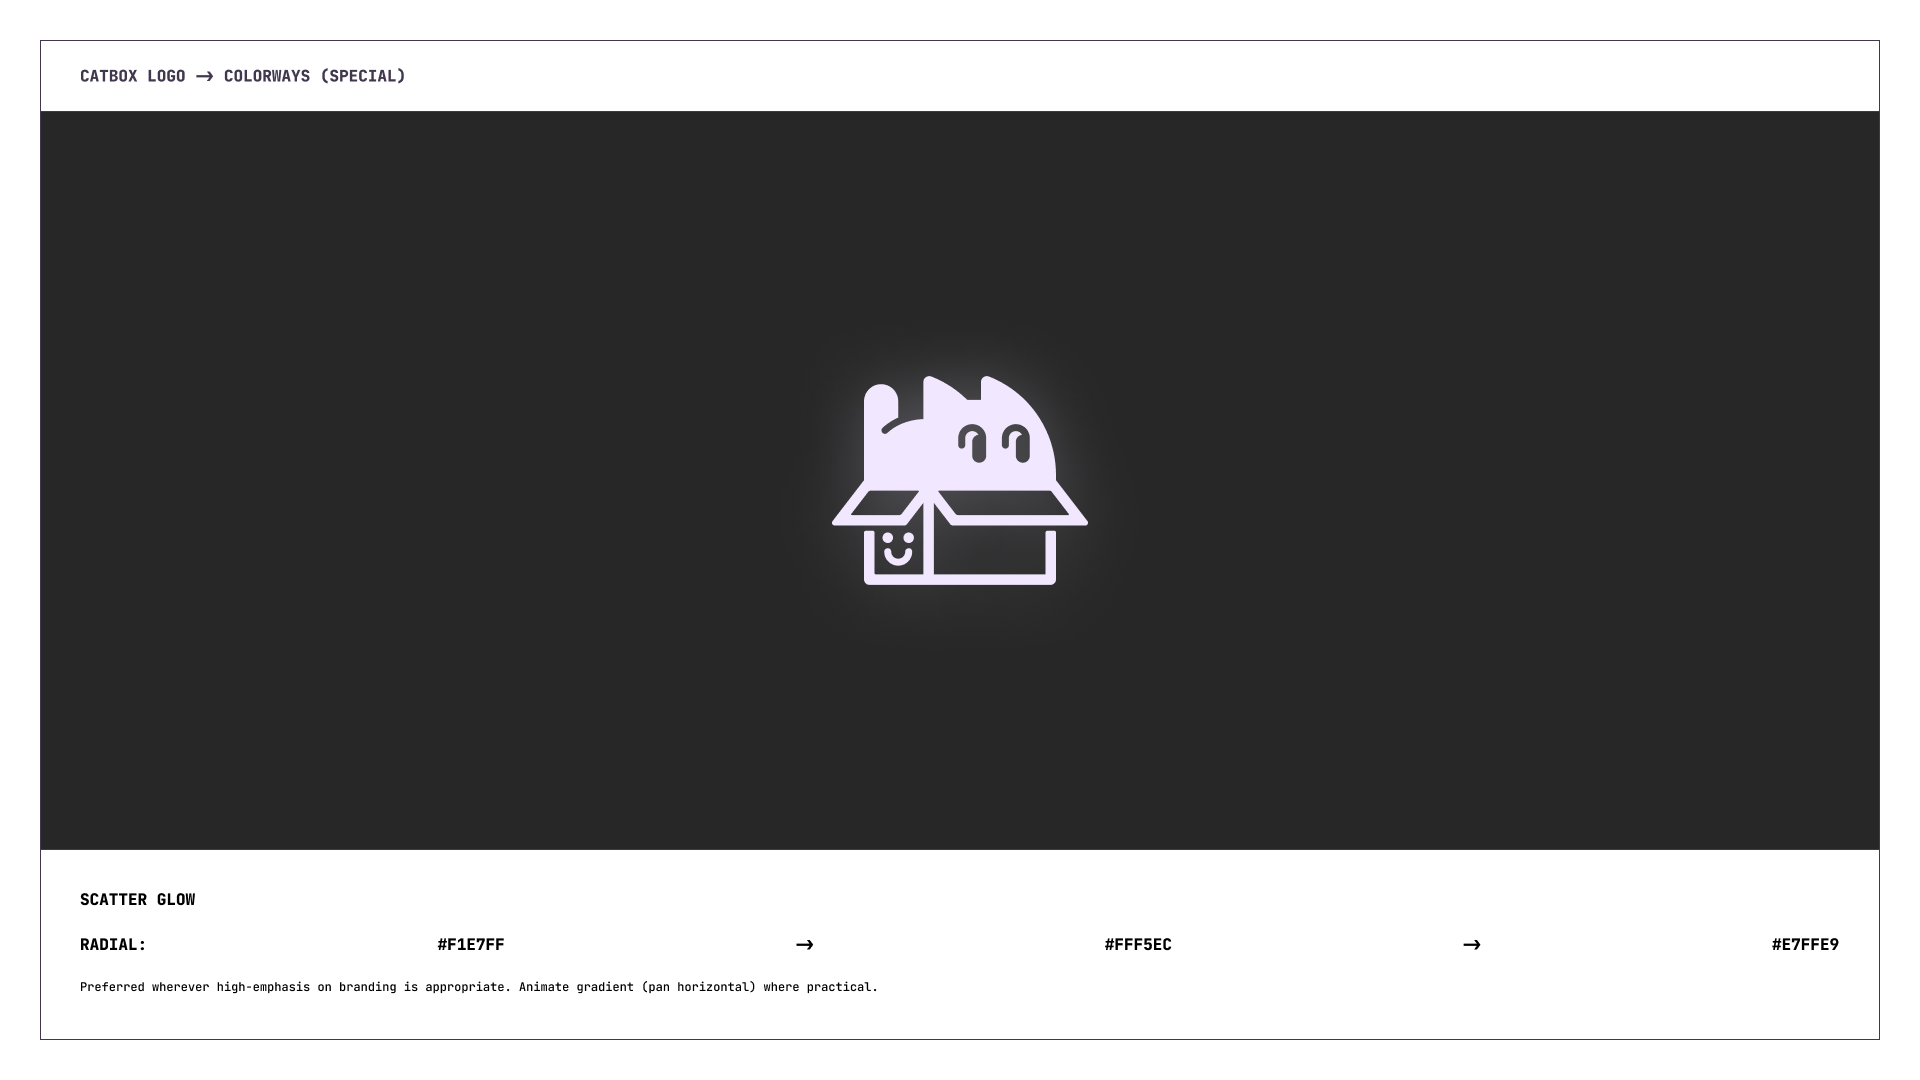 CATBOX LOGO → COLORWAYS (SPECIAL)
SCATTER GLOW
RADIAL: #F1E7FF → #FFF5EC → #E7FFE9
Preferred wherever high-emphasis on branding is appropriate. Animate gradient (pan horizontal) where practical.